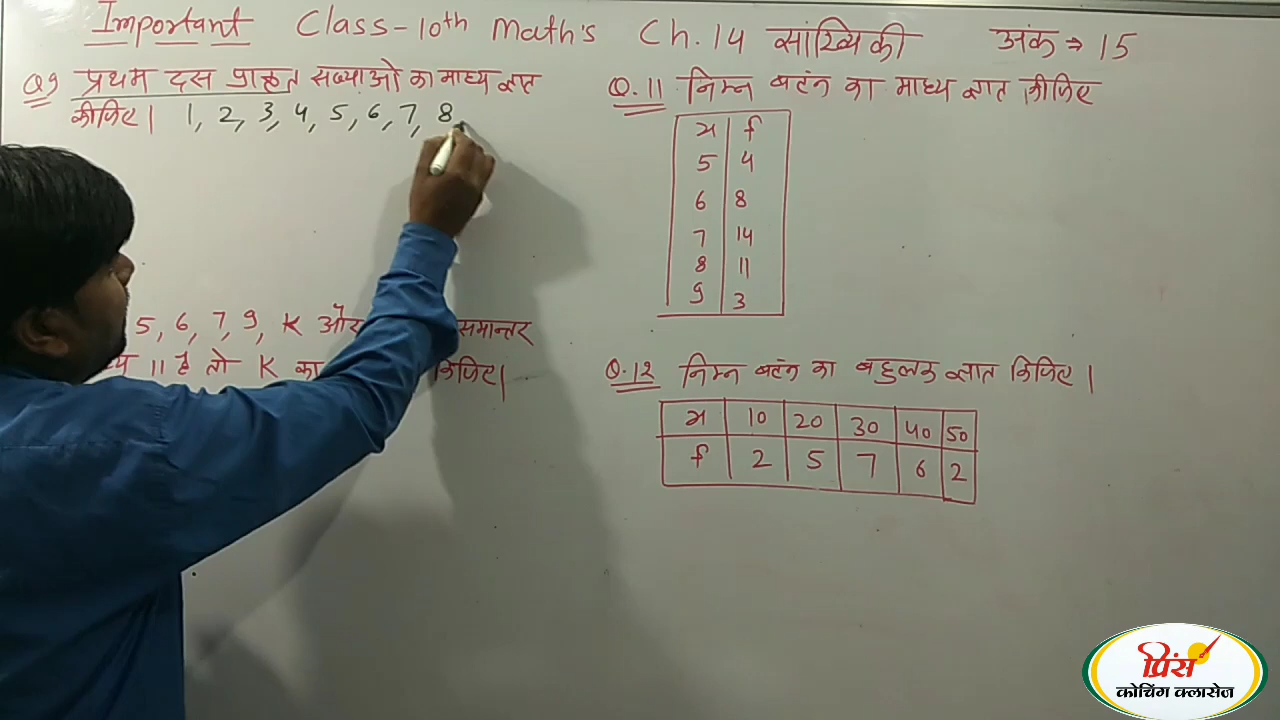 Important Class-10th Math's Ch.14 सांख्यिकी अंक ⇒ 15
Q9 प्रथम दस प्राकृत संख्याओं का माध्य ज्ञात
कीजिए। 1, 2, 3, 4, 5, 6, 7, 8
5, 6, 7, 9, K और समान्तर
11 है तो K का किजिए।
Q.11 निम्न बटंन का माध्य ज्ञात कीजिए
x f
5 4
6 8
7 14
8 11
9 3
Q.12 निम्न बटंन का बहुलक ज्ञात किजिए।
x 10 20 30 40 50
f 2 5 7 6 2
प्रिंस
कोचिंग क्लासेज